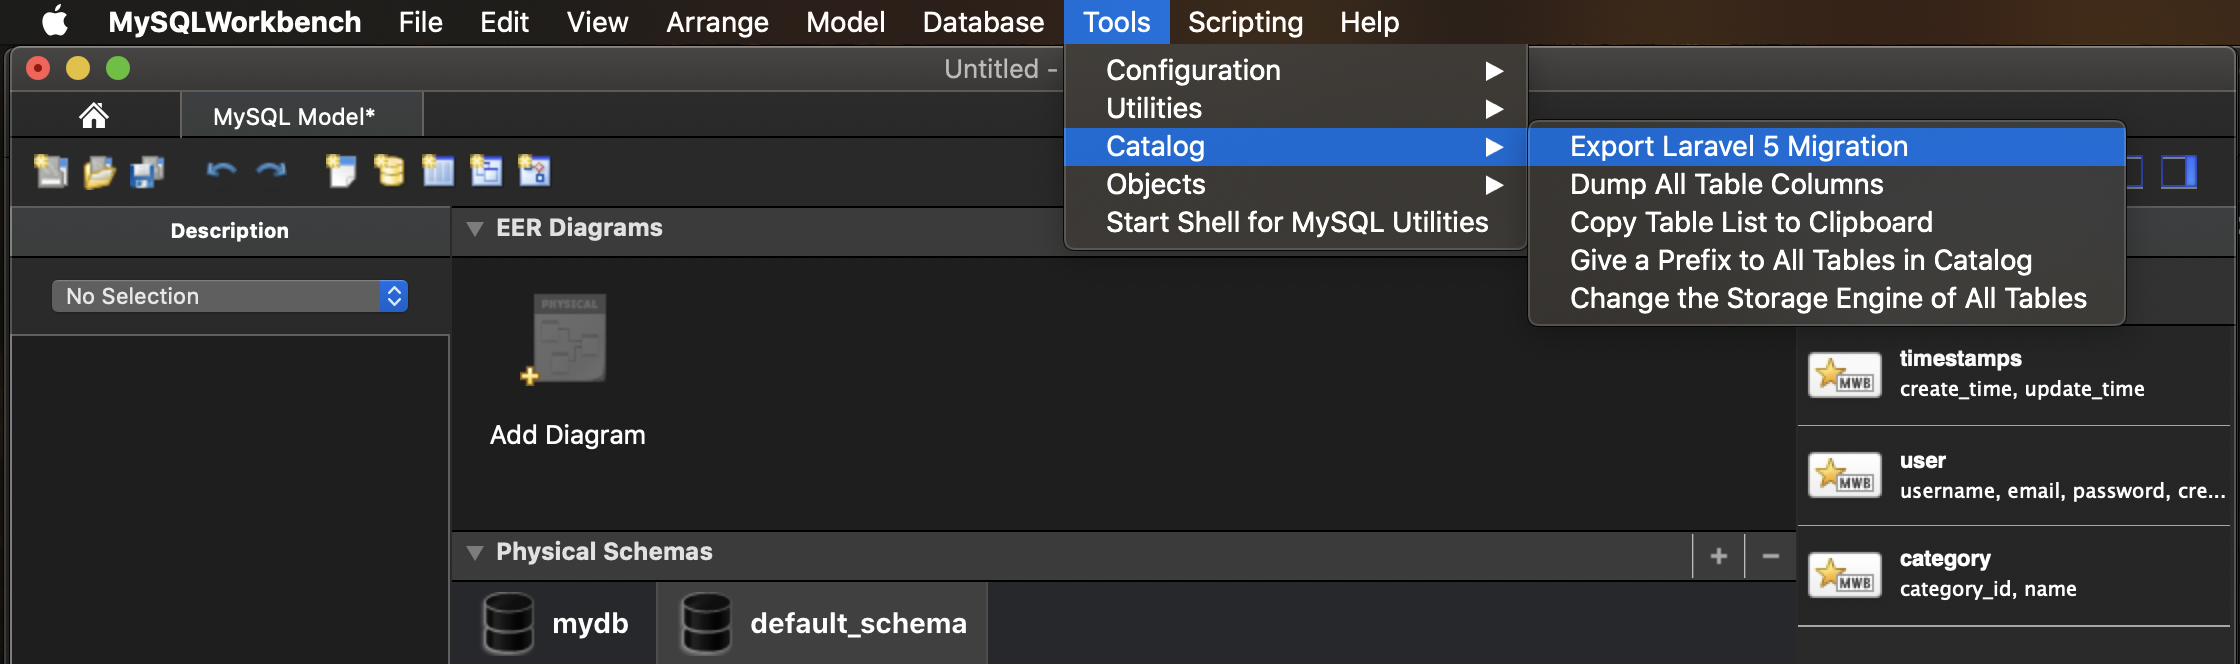 MySQLWorkbench File Edit View Arrange Model Database Tools Scripting Help
Untitled -
Configuration
Utilities
Catalog
Objects
Start Shell for MySQL Utilities
Export Laravel 5 Migration
Dump All Table Columns
Copy Table List to Clipboard
Give a Prefix to All Tables in Catalog
Change the Storage Engine of All Tables
MySQL Model*
Description
No Selection
EER Diagrams
PHYSICAL
Add Diagram
Physical Schemas
+ −
mydb
default_schema
MWB
timestamps
create_time, update_time
MWB
user
username, email, password, cre...
MWB
category
category_id, name